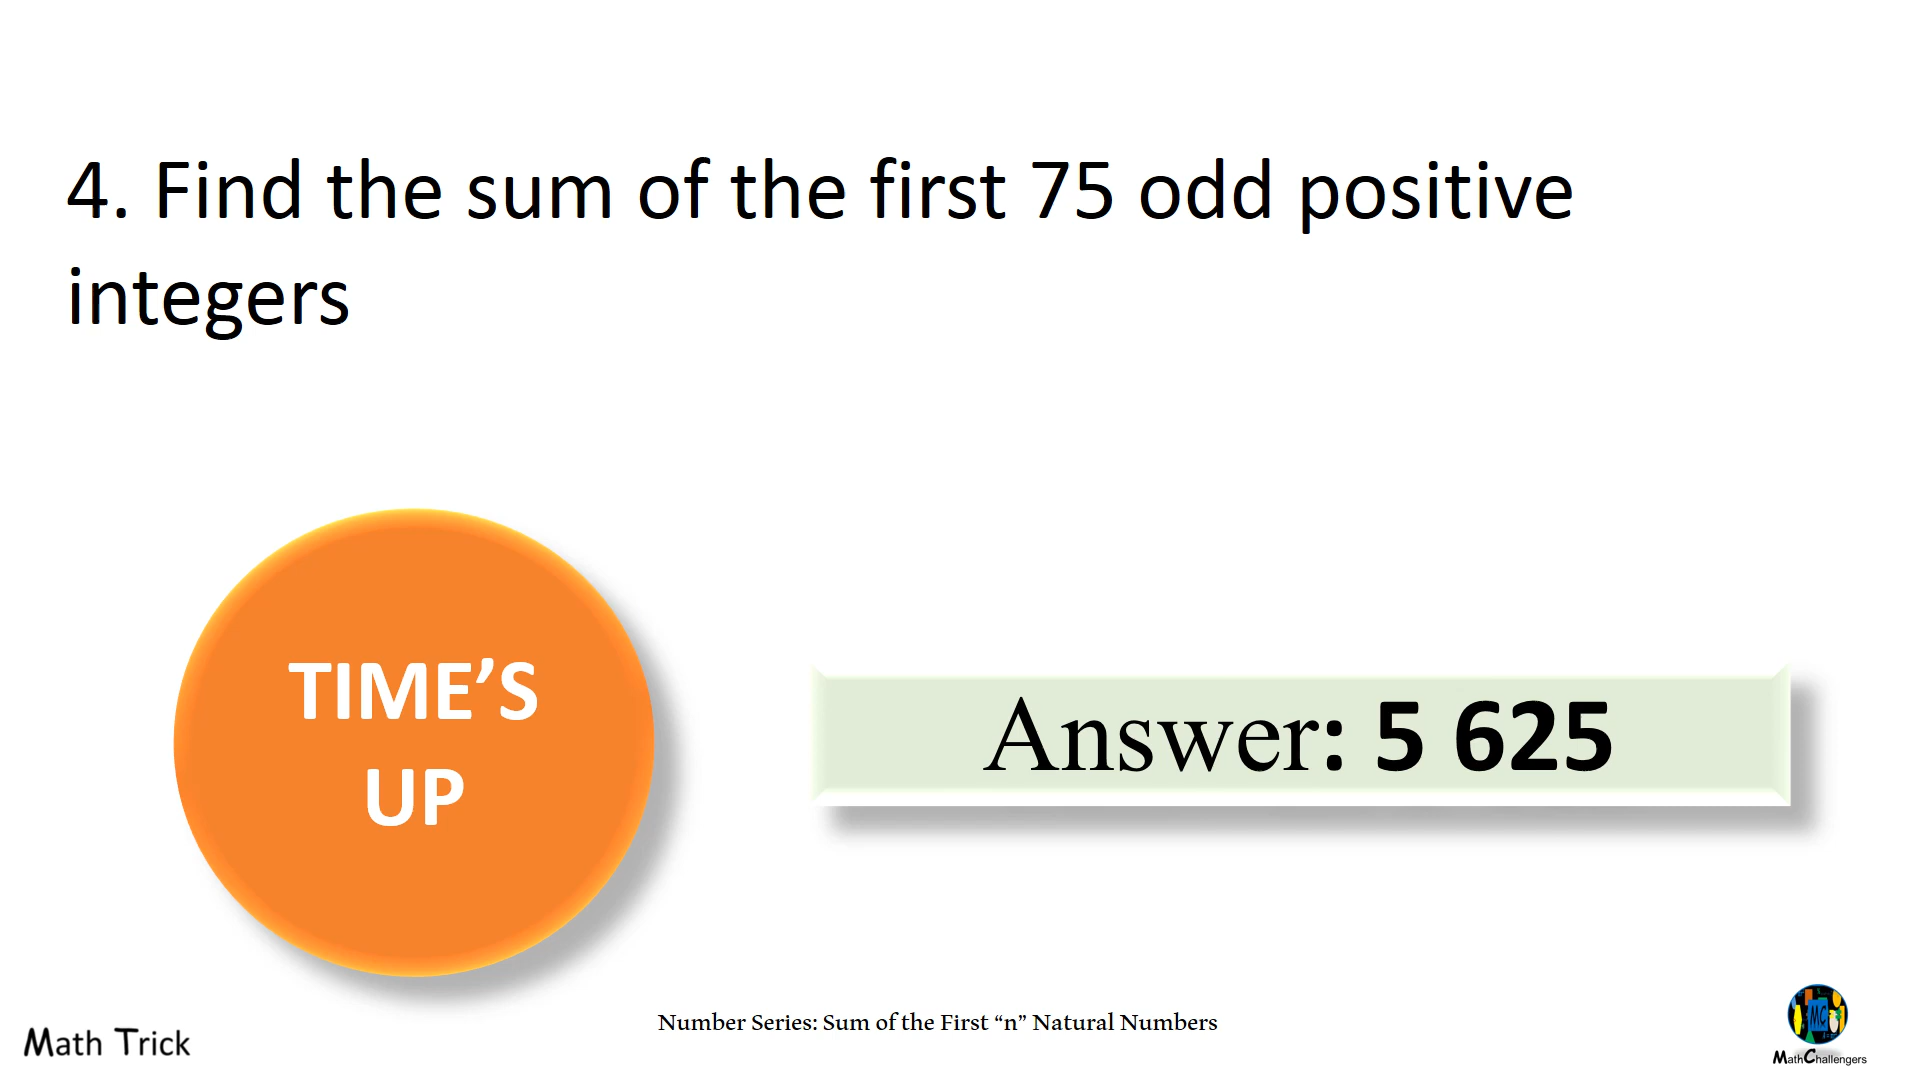 4. Find the sum of the first 75 odd positive
integers
TIME’S
UP
Answer: 5 625
Number Series: Sum of the First “n” Natural Numbers
Math Trick
MC
MathChallengers